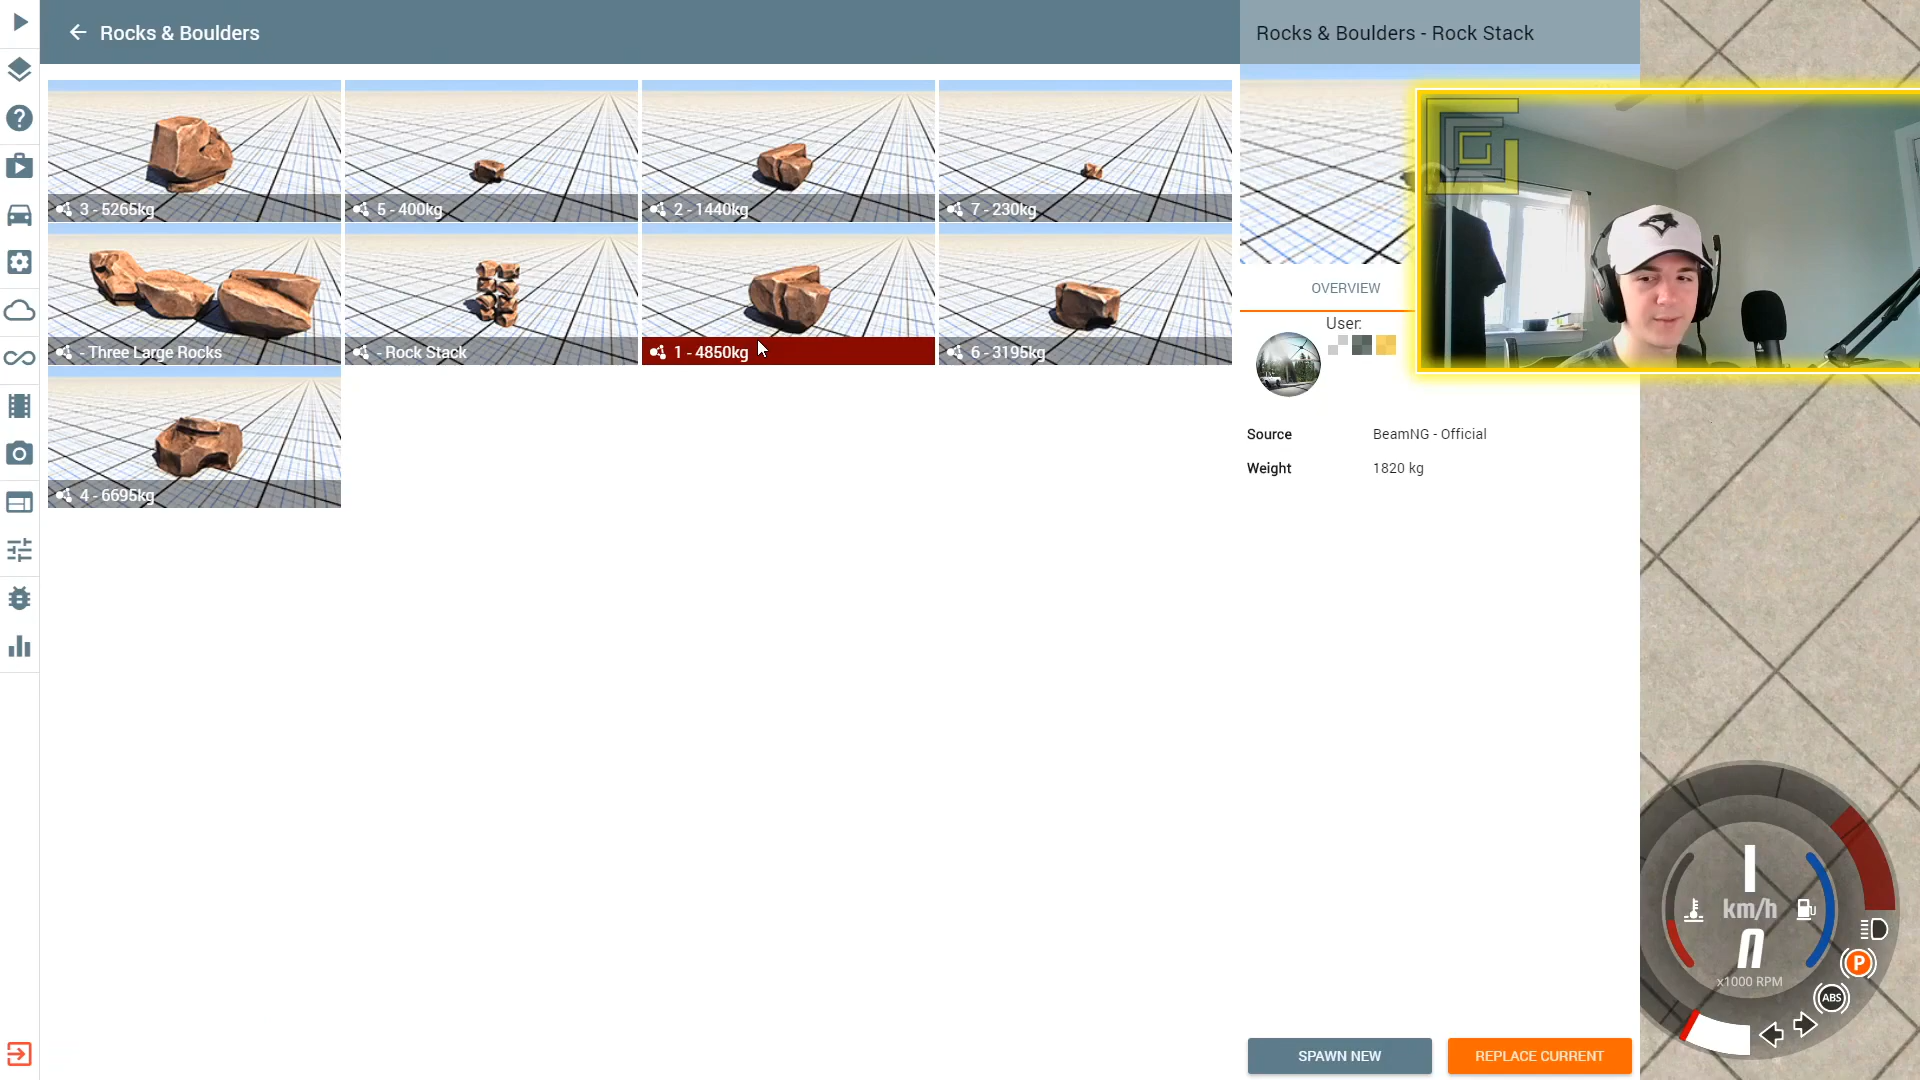 Rocks & Boulders
Rocks & Boulders - Rock Stack
3 - 5265kg
5 - 400kg
2 - 1440kg
7 - 230kg
- Three Large Rocks
- Rock Stack
1 - 4850kg
6 - 3195kg
4 - 6695kg
OVERVIEW
User:
Source BeamNG - Official
Weight 1820 kg
km/h
x1000 RPM
P
ABS
SPAWN NEW
REPLACE CURRENT